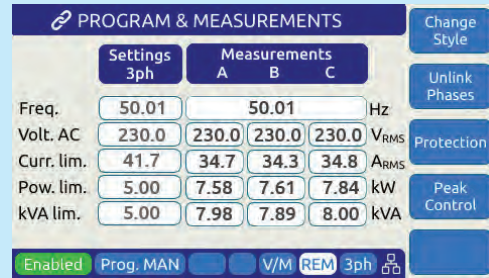 PROGRAM & MEASUREMENTS
Change
Style
Settings
3ph
Measurements
A B C
Unlink
Phases
Freq. 50.01 50.01 Hz
Volt. AC 230.0 230.0 230.0 230.0 VRMS
Protection
Curr. lim. 41.7 34.7 34.3 34.8 ARMS
Pow. lim. 5.00 7.58 7.61 7.84 kW
Peak
Control
kVA lim. 5.00 7.98 7.89 8.00 kVA
Enabled Prog. MAN V/M REM 3ph